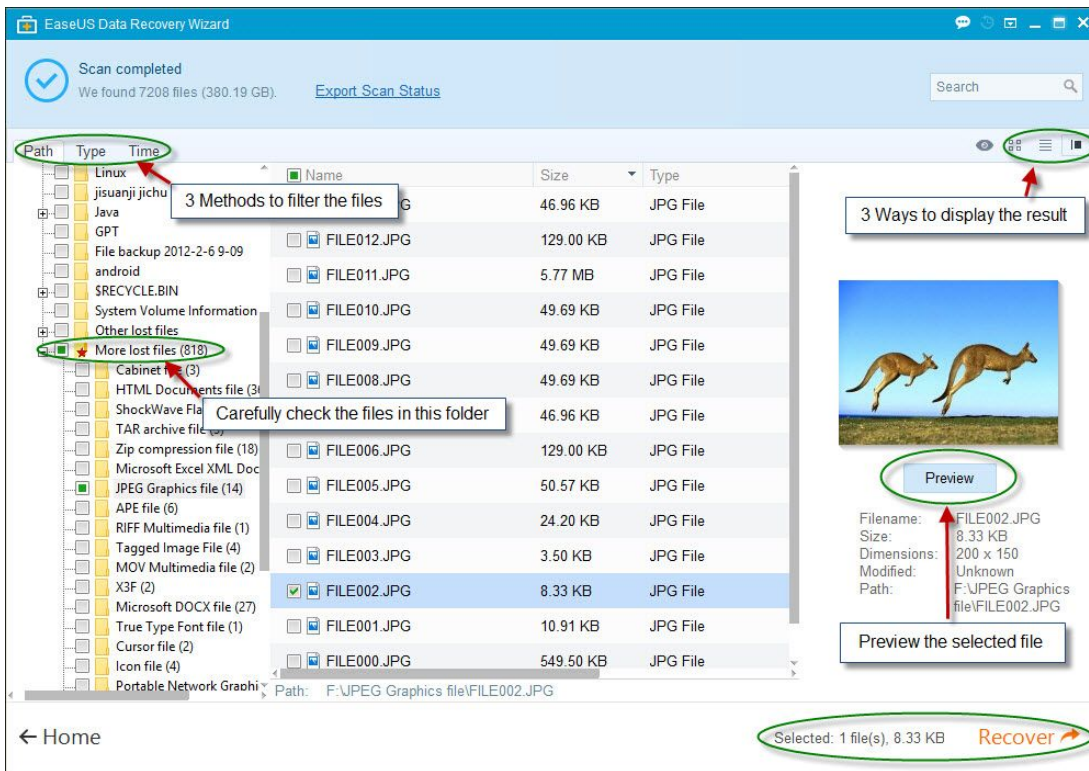 EaseUS Data Recovery Wizard
Scan completed
We found 7208 files (380.19 GB).
Export Scan Status
Search
Path Type Time
Linux
jisuanji jichu
Java
GPT
File backup 2012-2-6 9-09
android
$RECYCLE.BIN
System Volume Information
Other lost files
More lost files (818)
Cabinet (3)
HTML Documents file
ShockWave Fla
TAR archive file
Zip compression file (18)
Microsoft Excel XML Doc
JPEG Graphics file (14)
APE file (6)
RIFF Multimedia file (1)
Tagged Image File (4)
MOV Multimedia file (2)
X3F (2)
Microsoft DOCX file (27)
True Type Font file (1)
Cursor file (2)
Icon file (4)
Portable Network Graphi
3 Methods to filter the files
Carefully check the files in this folder
Name Size Type
G 46.96 KB JPG File
FILE012.JPG 129.00 KB JPG File
FILE011.JPG 5.77 MB JPG File
FILE010.JPG 49.69 KB JPG File
FILE009.JPG 49.69 KB JPG File
FILE008.JPG 49.69 KB JPG File
46.96 KB JPG File
FILE006.JPG 129.00 KB JPG File
FILE005.JPG 50.57 KB JPG File
FILE004.JPG 24.20 KB JPG File
FILE003.JPG 3.50 KB JPG File
FILE002.JPG 8.33 KB JPG File
FILE001.JPG 10.91 KB JPG File
FILE000.JPG 549.50 KB JPG File
Path: F:\JPEG Graphics file\FILE002.JPG
3 Ways to display the result
Preview
Filename: FILE002.JPG
Size: 8.33 KB
Dimensions: 200 x 150
Modified: Unknown
Path: F:\JPEG Graphics
file\FILE002.JPG
Preview the selected file
Home
Selected: 1 file(s), 8.33 KB
Recover